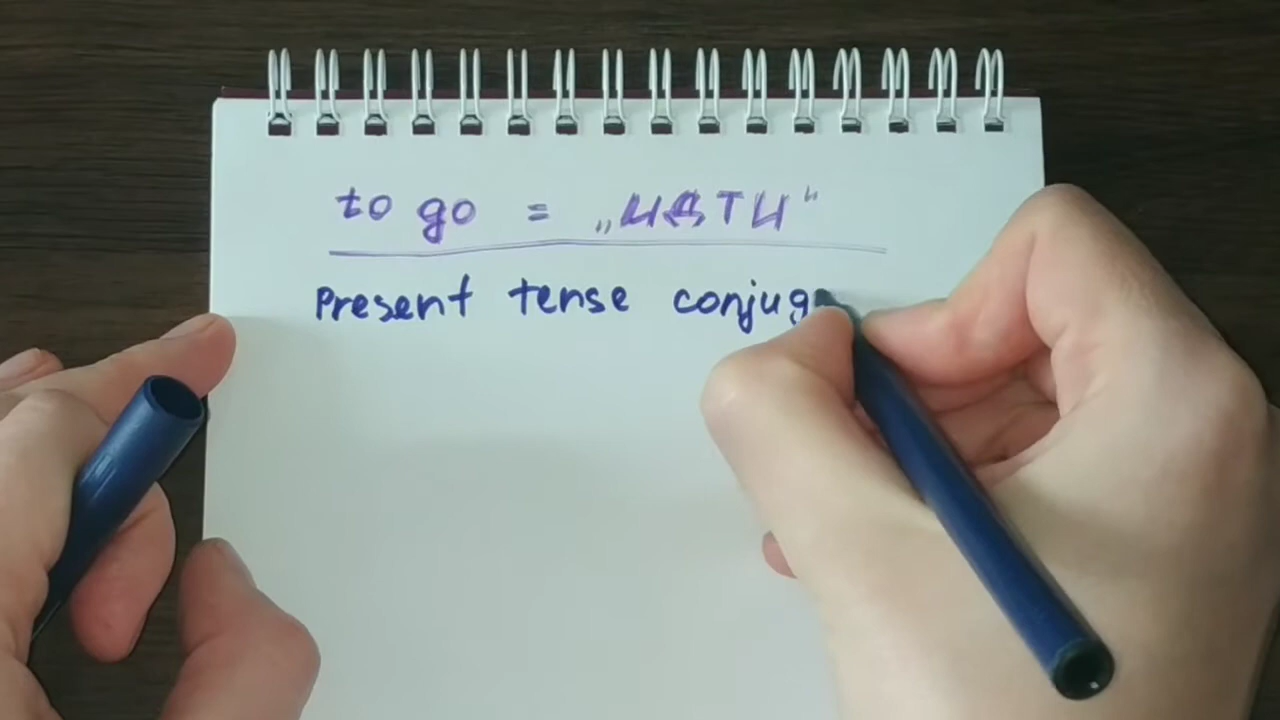 to go = „ИДТИ"
Present tense conjug